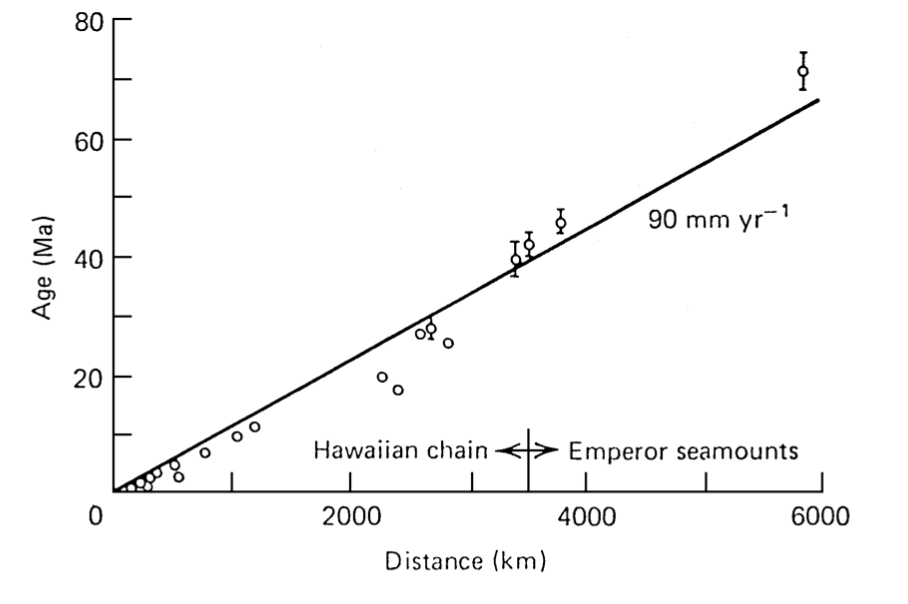 80
60
40
20
0
Age (Ma)
90 mm yr⁻¹
Hawaiian chain
Emperor seamounts
2000
4000
6000
Distance (km)